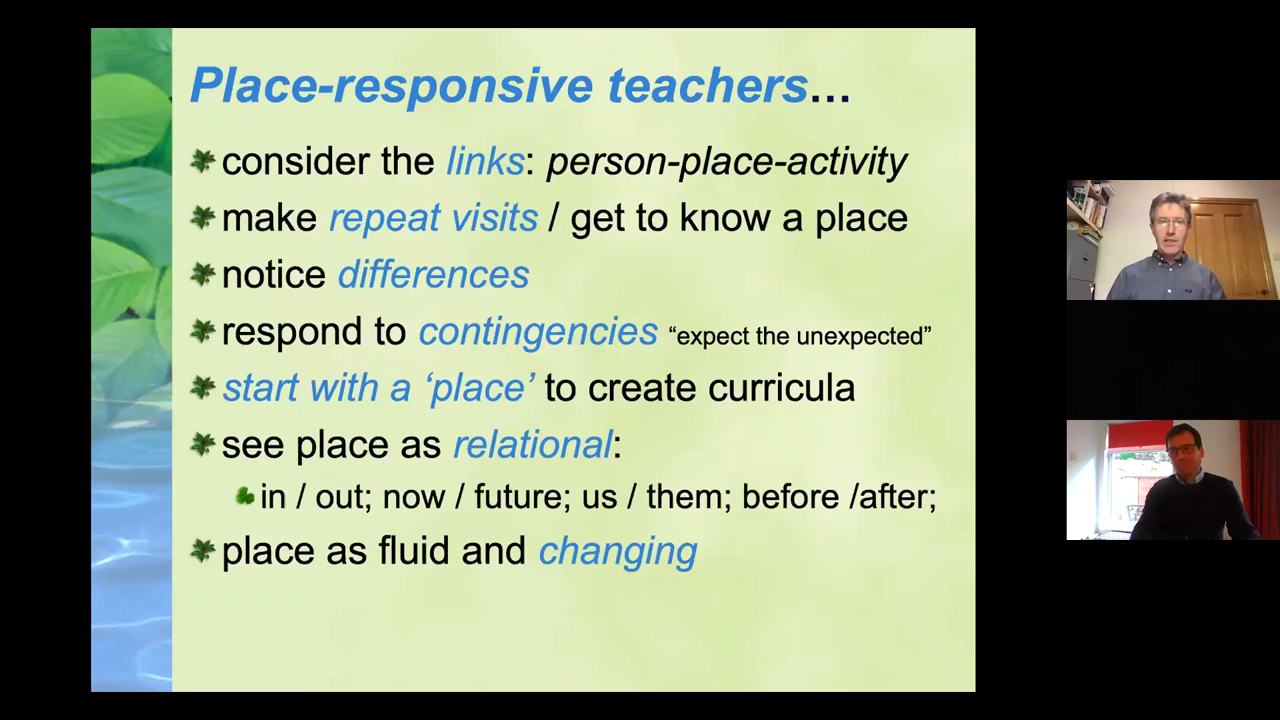 Place-responsive teachers…
consider the links: person-place-activity
make repeat visits / get to know a place
notice differences
respond to contingencies “expect the unexpected”
start with a ‘place’ to create curricula
see place as relational:
in / out; now / future; us / them; before /after;
place as fluid and changing